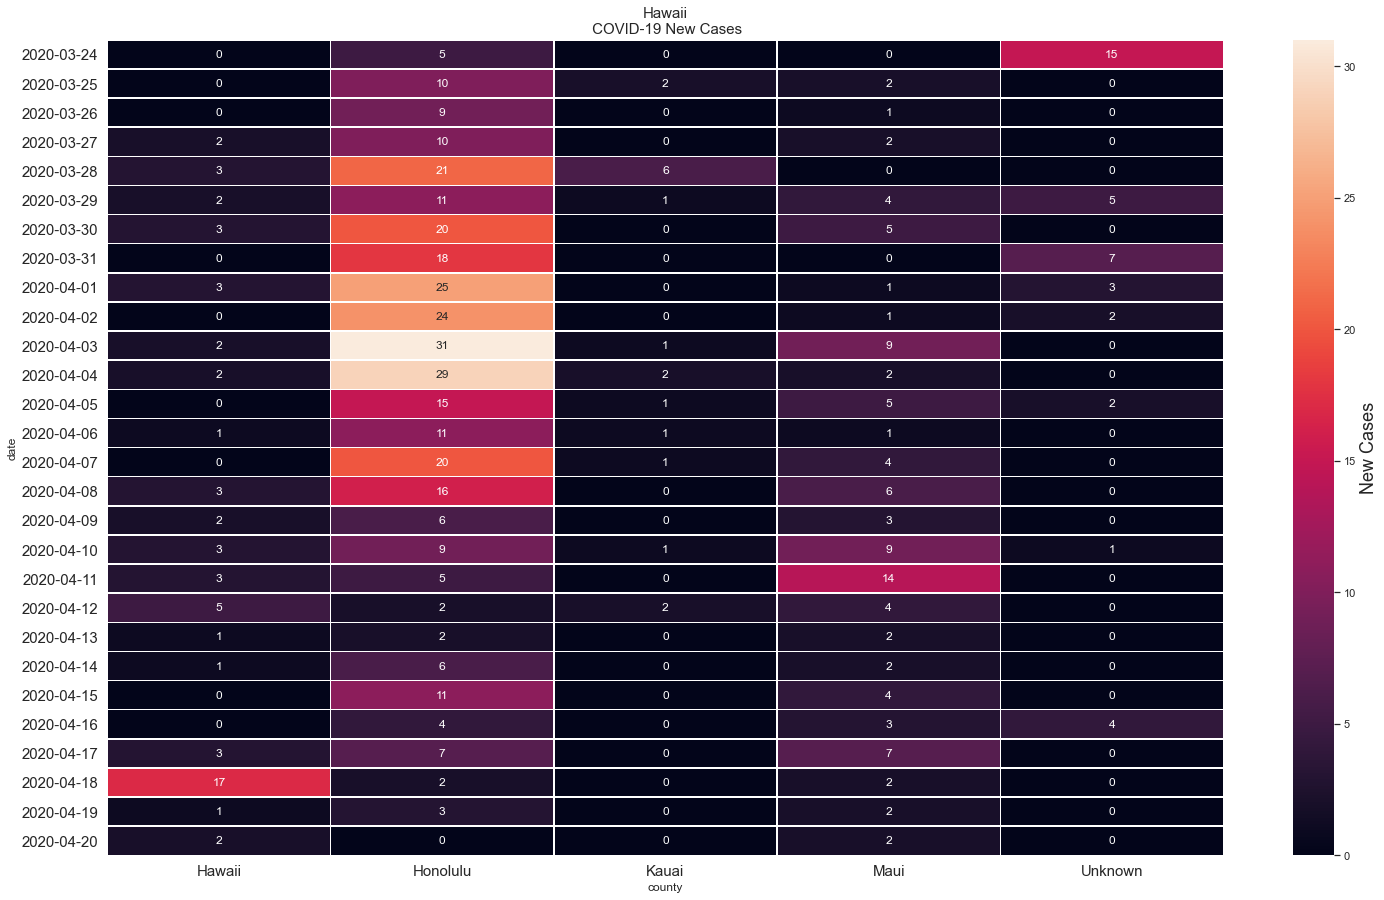 Hawaii
COVID-19 New Cases
2020-03-24 0 5 0 0 15
2020-03-25 0 10 2 2 0
2020-03-26 0 9 0 1 0
2020-03-27 2 10 0 2 0
2020-03-28 3 21 6 0 0
2020-03-29 2 11 1 4 5
2020-03-30 3 20 0 5 0
2020-03-31 0 18 0 0 7
2020-04-01 3 25 0 1 3
2020-04-02 0 24 0 1 2
2020-04-03 2 31 1 9 0
2020-04-04 2 29 2 2 0
2020-04-05 0 15 1 5 2
2020-04-06 1 11 1 1 0
2020-04-07 0 20 1 4 0
2020-04-08 3 16 0 6 0
2020-04-09 2 6 0 3 0
2020-04-10 3 9 1 9 1
2020-04-11 3 5 0 14 0
2020-04-12 5 2 2 4 0
2020-04-13 1 2 0 2 0
2020-04-14 1 6 0 2 0
2020-04-15 0 11 0 4 0
2020-04-16 0 4 0 3 4
2020-04-17 3 7 0 7 0
2020-04-18 17 2 0 2 0
2020-04-19 1 3 0 2 0
2020-04-20 2 0 0 2 0
Hawaii Honolulu Kauai Maui Unknown
county
date
30
25
20
15
10
5
0
New Cases